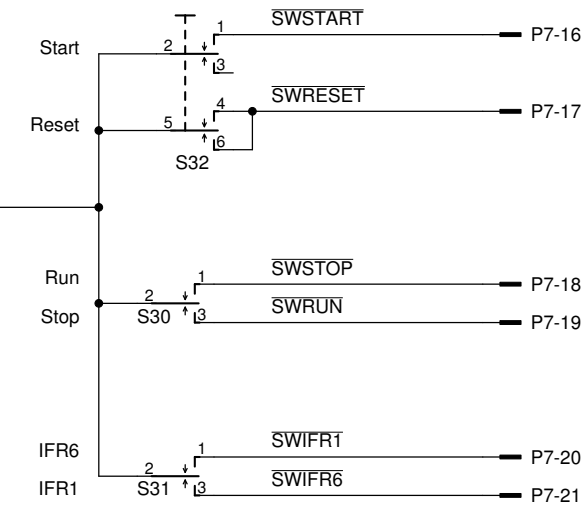 SWSTART
1
P7-16
Start
2
3
SWRESET
4
P7-17
Reset
5
6
S32
SWSTOP
Run
1
P7-18
2
SWRUN
Stop
S30
3
P7-19
SWIFR1
IFR6
1
P7-20
2
SWIFR6
IFR1
S31
3
P7-21